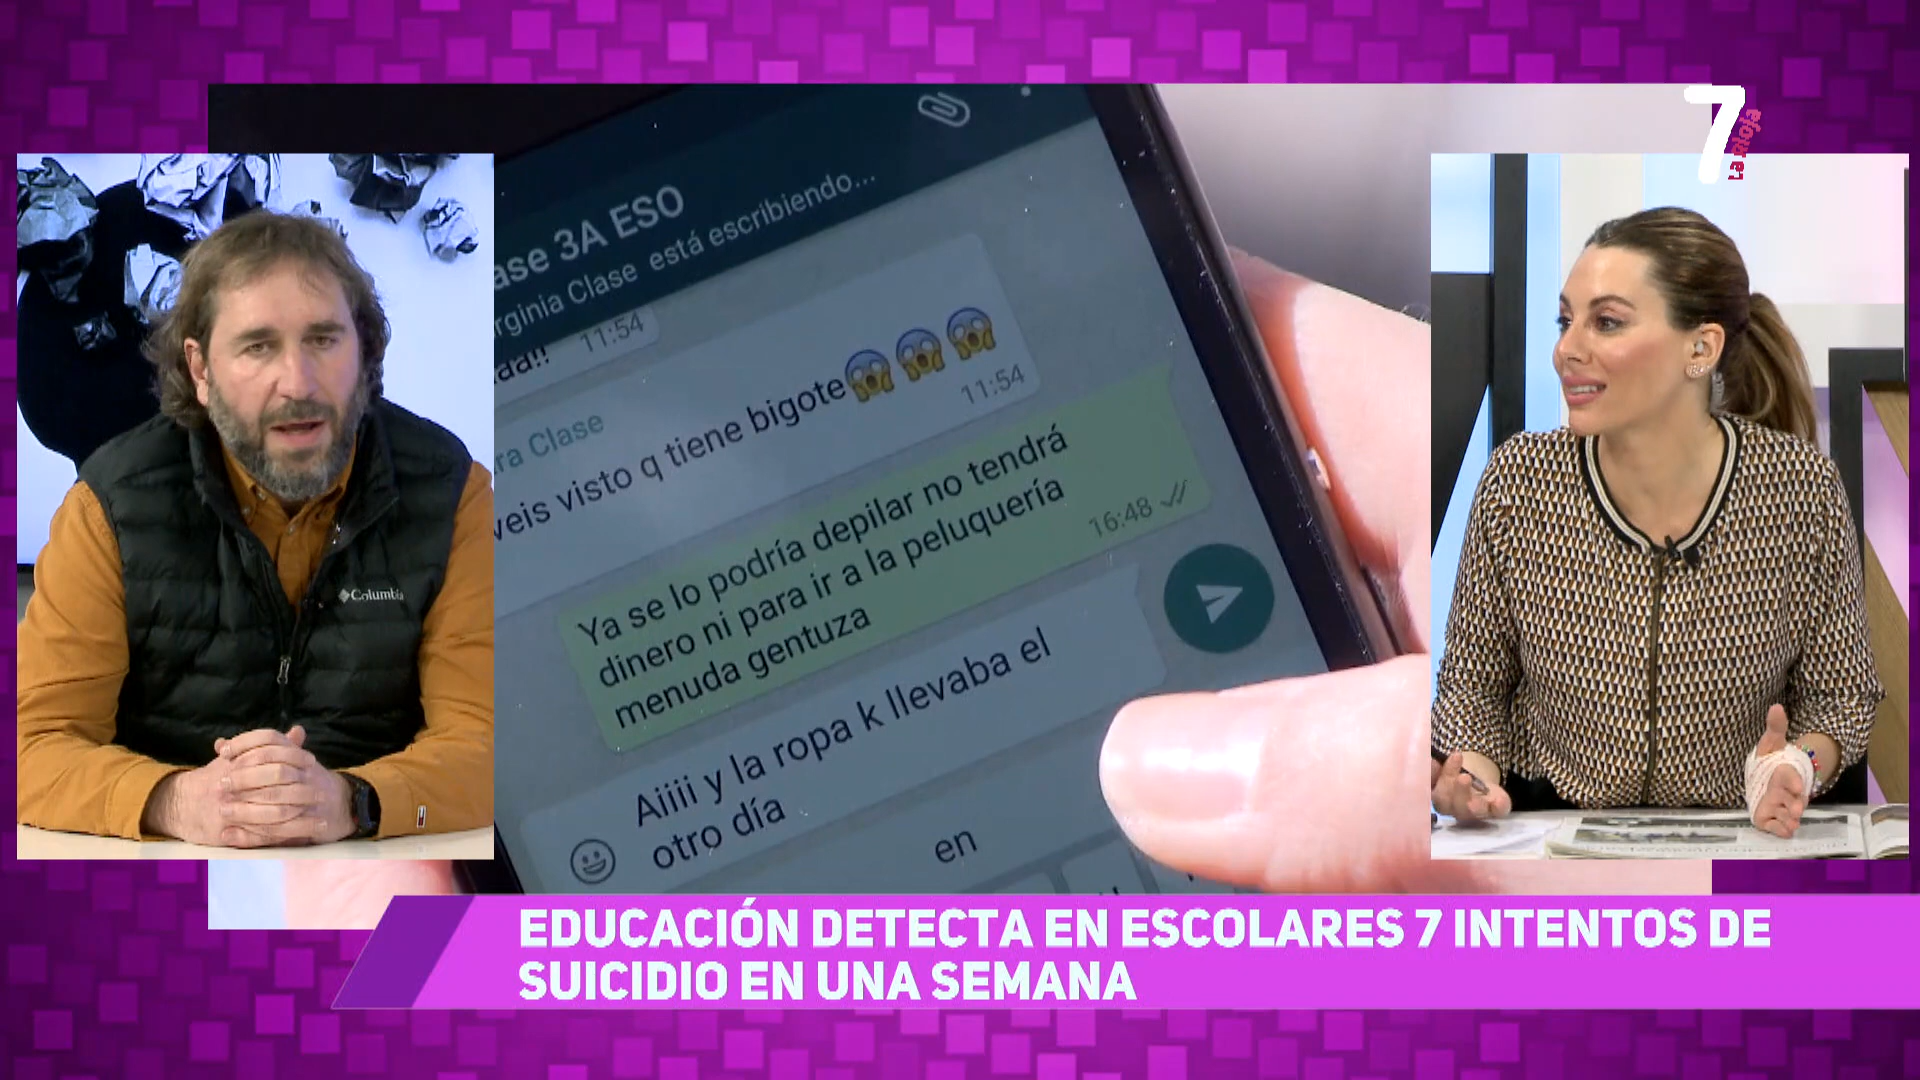 7
La Rioja
ase 3A ESO
rginia Clase está escribiendo...
aa!! 11:54
ra Clase
veis visto q tiene bigote😱😱😱
11:54
Ya se lo podría depilar no tendrá
dinero ni para ir a la peluquería
menuda gentuza
16:48
Aiiii y la ropa k llevaba el
otro día
en
Columbia
EDUCACIÓN DETECTA EN ESCOLARES 7 INTENTOS DE
SUICIDIO EN UNA SEMANA